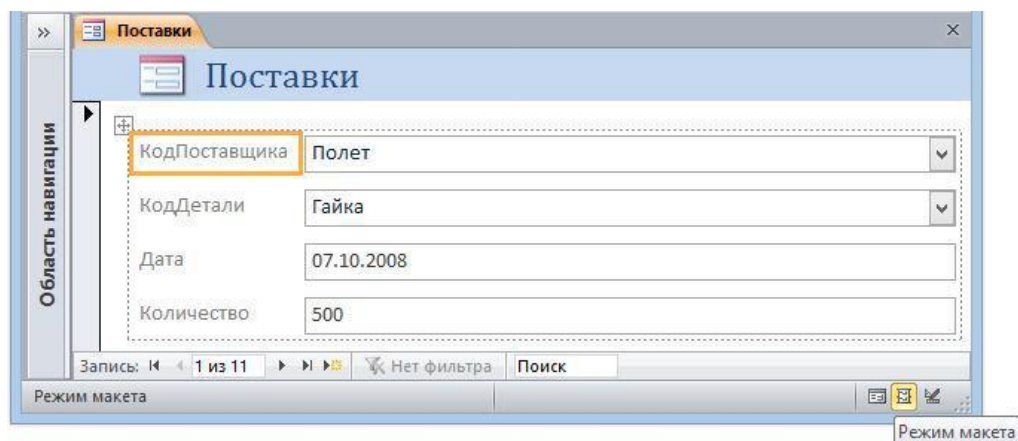 »
Поставки
Поставки
Область навигации
КодПоставщика Полет
КодДетали Гайка
Дата 07.10.2008
Количество 500
Запись: 1 из 11 Нет фильтра Поиск
Режим макета
Режим макета